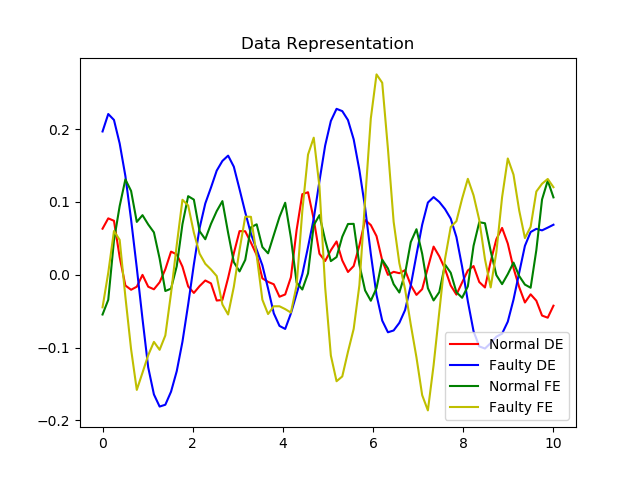 Data Representation
0.2
0.1
0.0
−0.1
−0.2
0
2
4
6
8
10
Normal DE
Faulty DE
Normal FE
Faulty FE